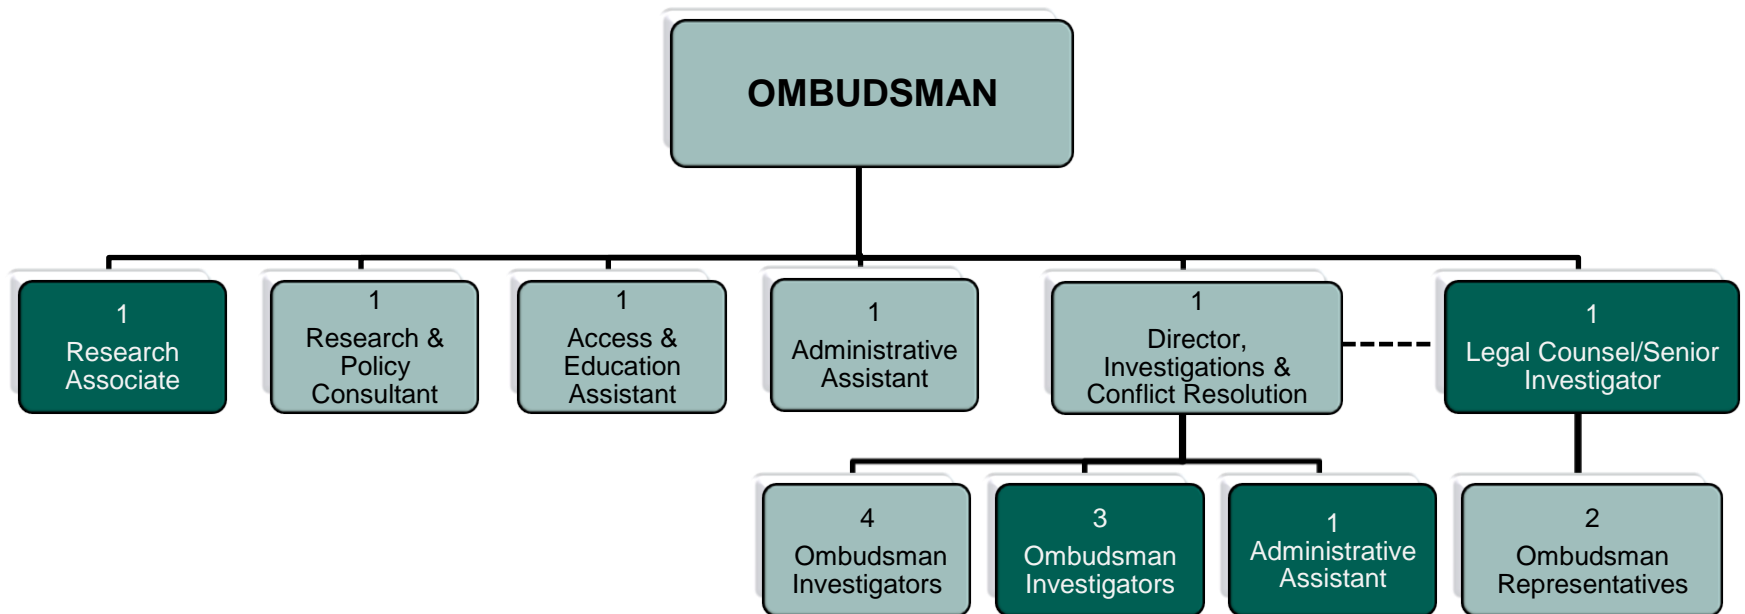 OMBUDSMAN
1
Research
Associate
1
Research &
Policy
Consultant
1
Access &
Education
Assistant
1
Administrative
Assistant
1
Director,
Investigations &
Conflict Resolution
1
Legal Counsel/Senior
Investigator
4
Ombudsman
Investigators
3
Ombudsman
Investigators
1
Administrative
Assistant
2
Ombudsman
Representatives